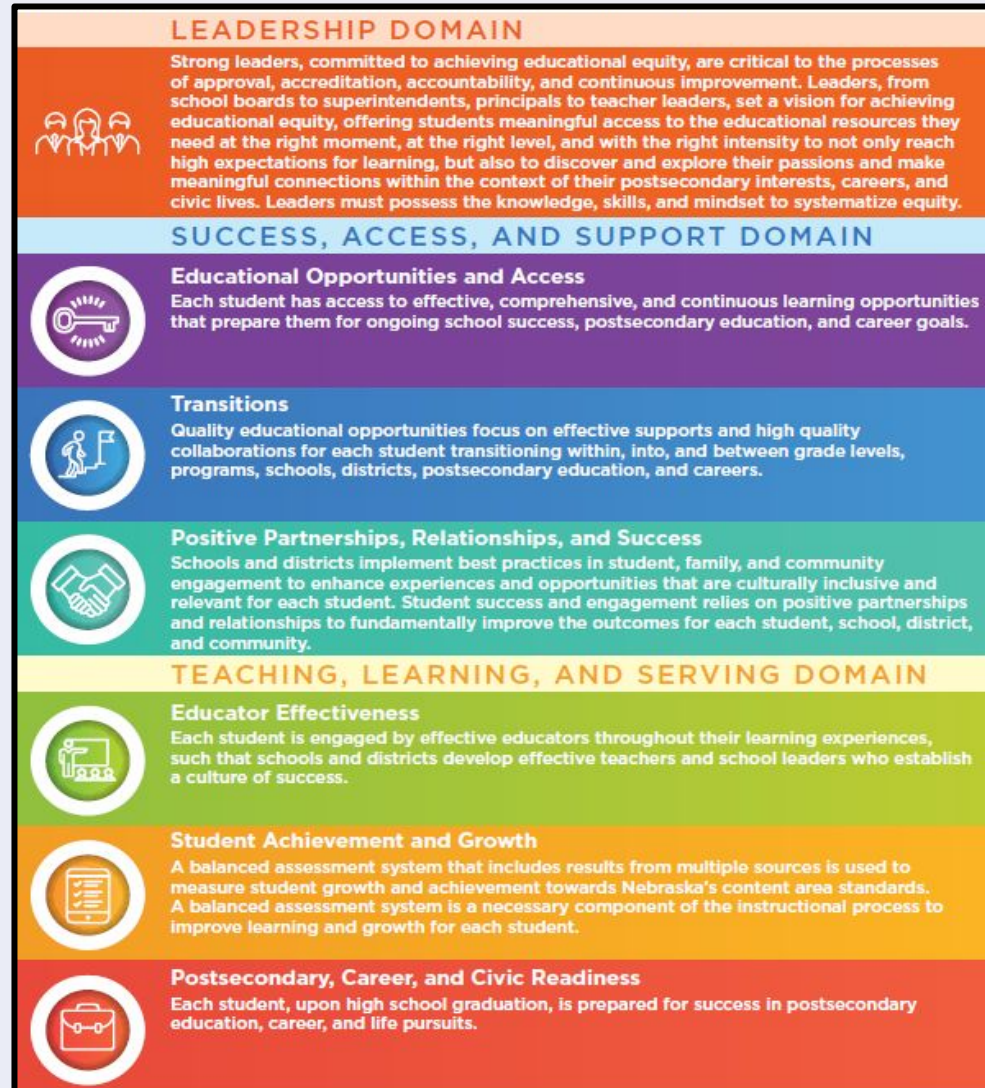 LEADERSHIP DOMAIN
Strong leaders, committed to achieving educational equity, are critical to the processes
of approval, accreditation, accountability, and continuous improvement. Leaders, from
school boards to superintendents, principals to teacher leaders, set a vision for achieving
educational equity, offering students meaningful access to the educational resources they
need at the right moment, at the right level, and with the right intensity to not only reach
high expectations for learning, but also to discover and explore their passions and make
meaningful connections within the context of their postsecondary interests, careers, and
civic lives. Leaders must possess the knowledge, skills, and mindset to systematize equity.
SUCCESS, ACCESS, AND SUPPORT DOMAIN
Educational Opportunities and Access
Each student has access to effective, comprehensive, and continuous learning opportunities
that prepare them for ongoing school success, postsecondary education, and career goals.
Transitions
Quality educational opportunities focus on effective supports and high quality
collaborations for each student transitioning within, into, and between grade levels,
programs, schools, districts, postsecondary education, and careers.
Positive Partnerships, Relationships, and Success
Schools and districts implement best practices in student, family, and community
engagement to enhance experiences and opportunities that are culturally inclusive and
relevant for each student. Student success and engagement relies on positive partnerships
and relationships to fundamentally improve the outcomes for each student, school, district,
and community.
TEACHING, LEARNING, AND SERVING DOMAIN
Educator Effectiveness
Each student is engaged by effective educators throughout their learning experiences,
such that schools and districts develop effective teachers and school leaders who establish
a culture of success.
Student Achievement and Growth
A balanced assessment system that includes results from multiple sources is used to
measure student growth and achievement towards Nebraska's content area standards.
A balanced assessment system is a necessary component of the instructional process to
improve learning and growth for each student.
Postsecondary, Career, and Civic Readiness
Each student, upon high school graduation, is prepared for success in postsecondary
education, career, and life pursuits.